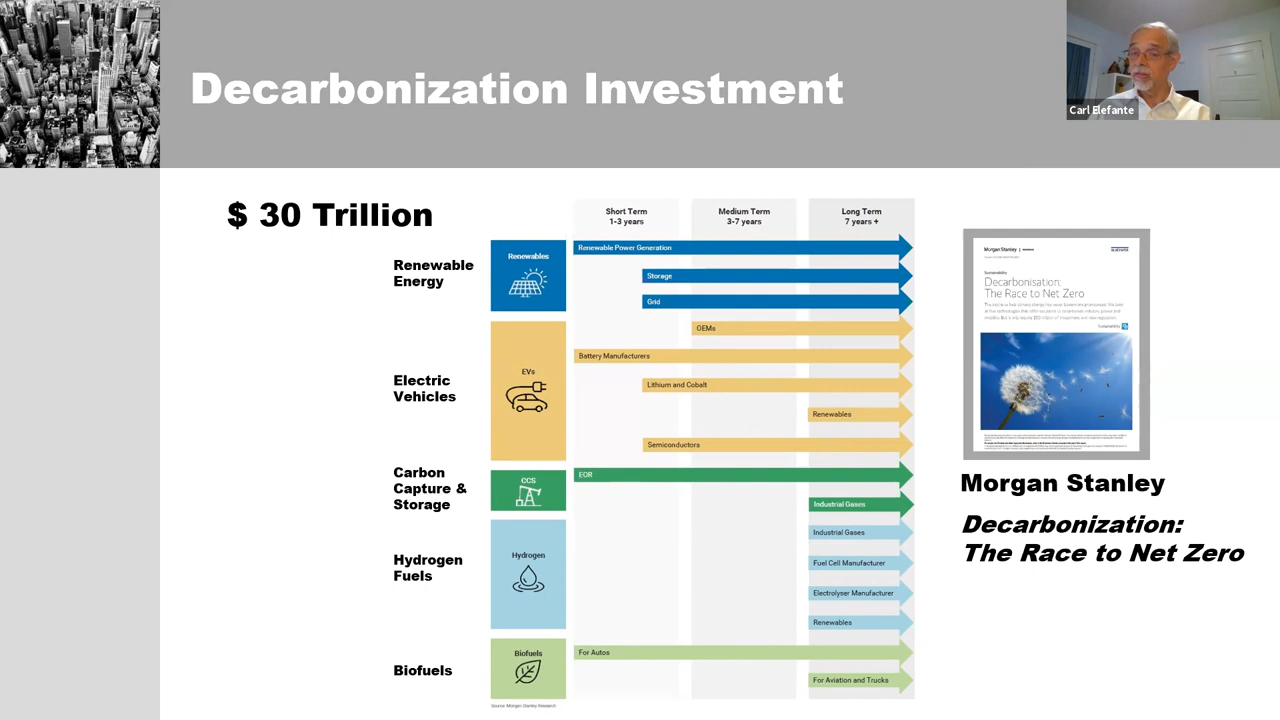 Decarbonization Investment
Carl Elefante
$ 30 Trillion
Short Term
1-3 years
Medium Term
3-7 years
Long Term
7 years +
Renewable
Energy
Renewables
Renewable Power Generation
Storage
Grid
Electric
Vehicles
EVs
OEMs
Battery Manufacturers
Lithium and Cobalt
Renewables
Semiconductors
Carbon
Capture &
Storage
CCS
EOR
Industrial Gases
Hydrogen
Fuels
Hydrogen
Industrial Gases
Fuel Cell Manufacturer
Electrolyser Manufacturer
Renewables
Biofuels
Biofuels
For Autos
For Aviation and Trucks
Source: Morgan Stanley Research
Morgan Stanley
Sustainability
Decarbonisation:
The Race to Net Zero
Sustainability
Morgan Stanley
Decarbonization:
The Race to Net Zero